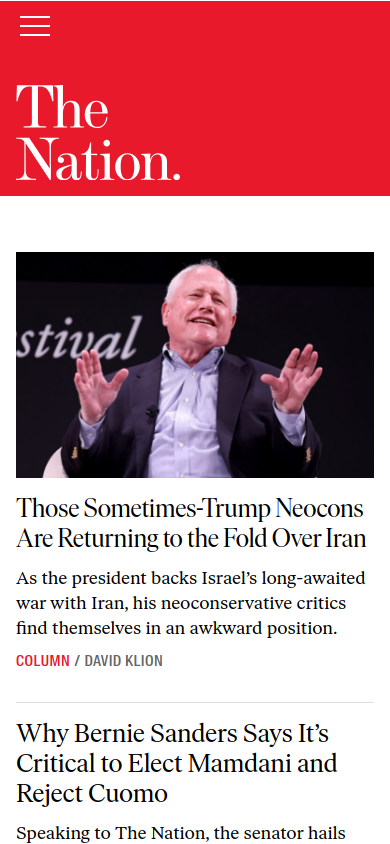 The
Nation.
stival
Those Sometimes-Trump Neocons
Are Returning to the Fold Over Iran
As the president backs Israel’s long-awaited
war with Iran, his neoconservative critics
find themselves in an awkward position.
COLUMN / DAVID KLION
Why Bernie Sanders Says It’s
Critical to Elect Mamdani and
Reject Cuomo
Speaking to The Nation, the senator hails